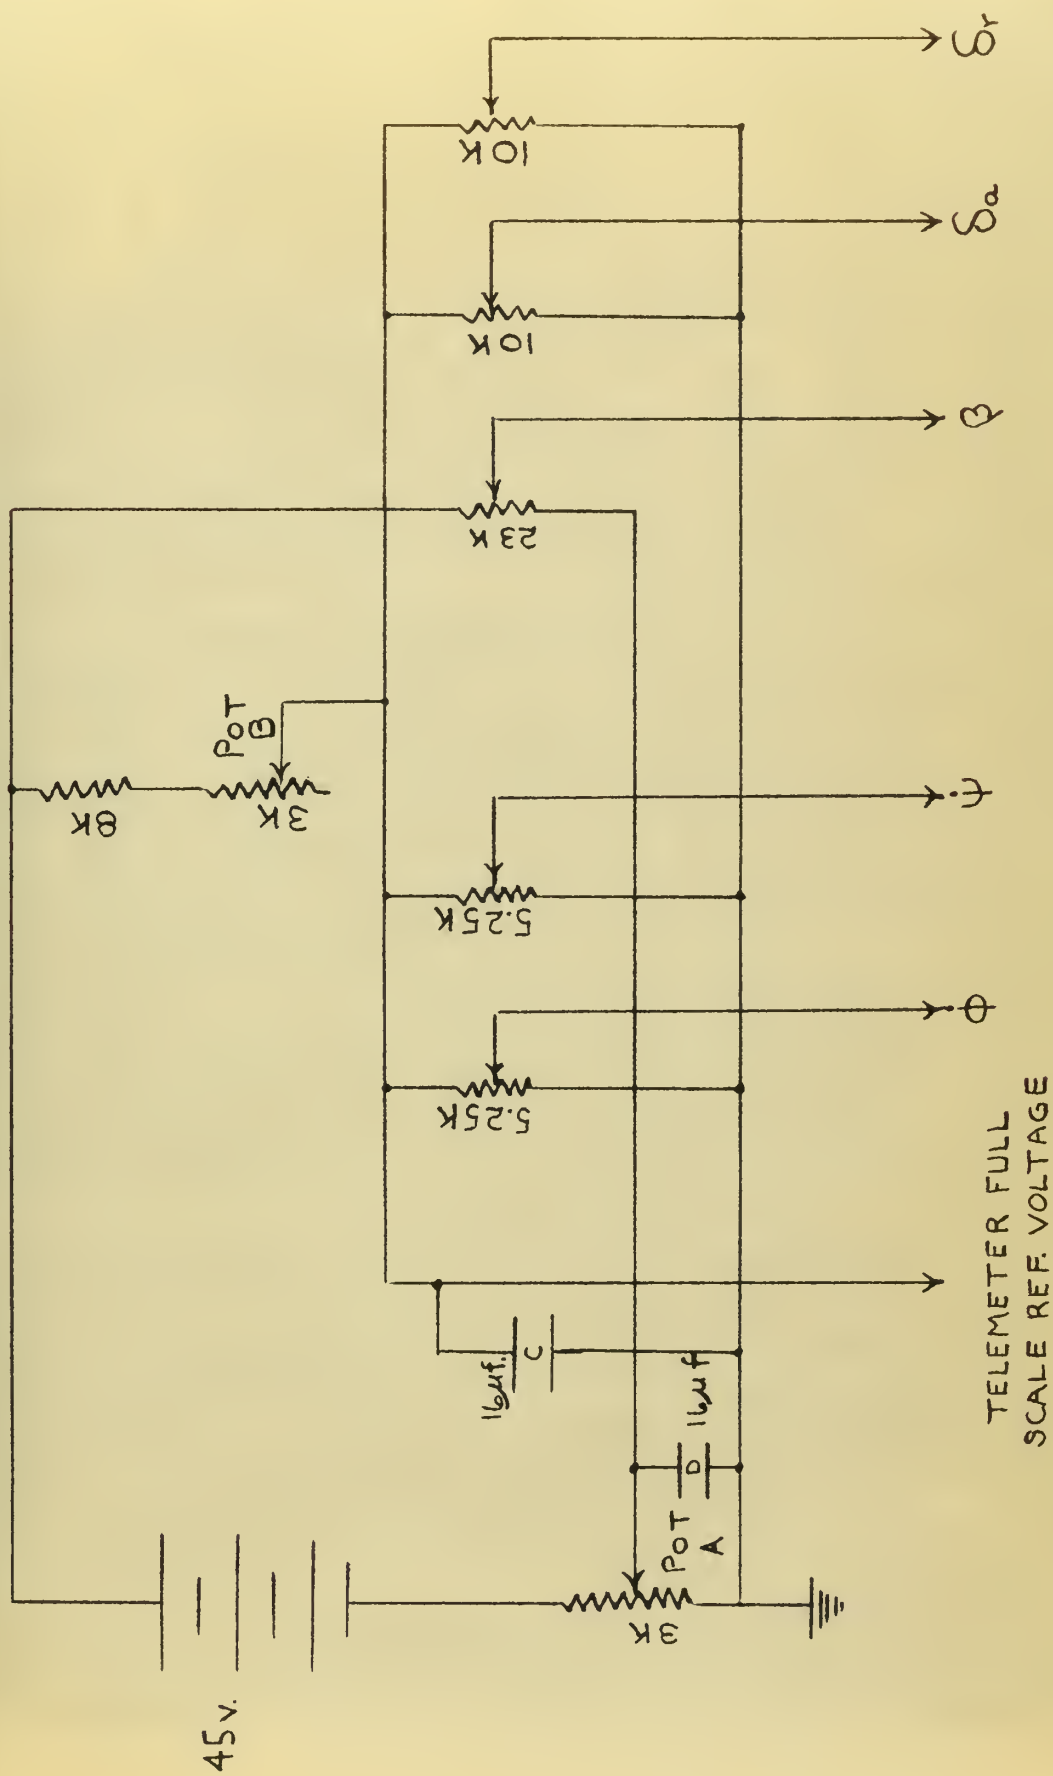 45 v.
3K
POT
A
16µf
D
16µf.
C
TELEMETER FULL
SCALE REF. VOLTAGE
5.25K
φ̇
5.25K
ψ̇
8K
3K
POT
B
23K
β
10K
δa
10K
δr